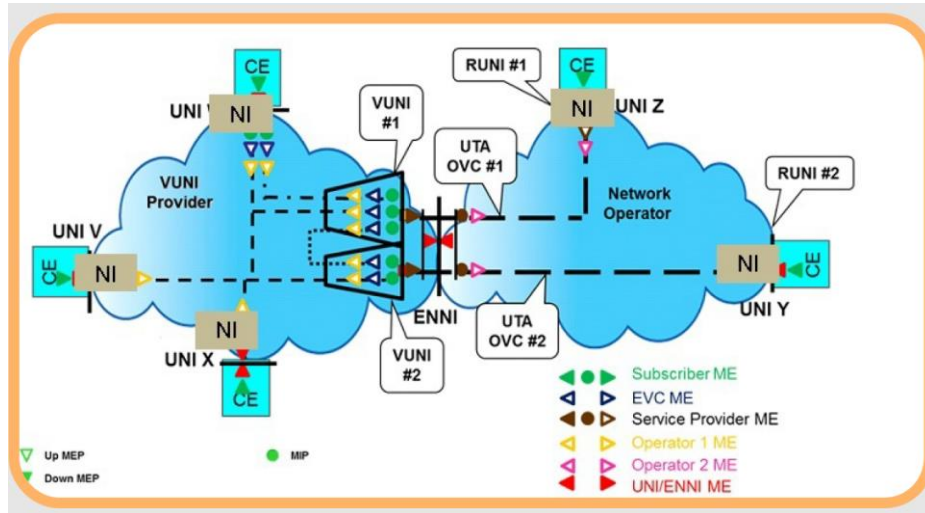 CE
CE
RUNI #1
UNI
NI
VUNI
#1
NI
UNI Z
UTA
OVC #1
VUNI
Provider
Network
Operator
RUNI #2
UNI V
CE
NI
NI
CE
ENNI
UNI Y
NI
UTA
OVC #2
UNI X
VUNI
#2
CE
Subscriber ME
EVC ME
Service Provider ME
Up MEP
MIP
Operator 1 ME
Operator 2 ME
Down MEP
UNI/ENNI ME